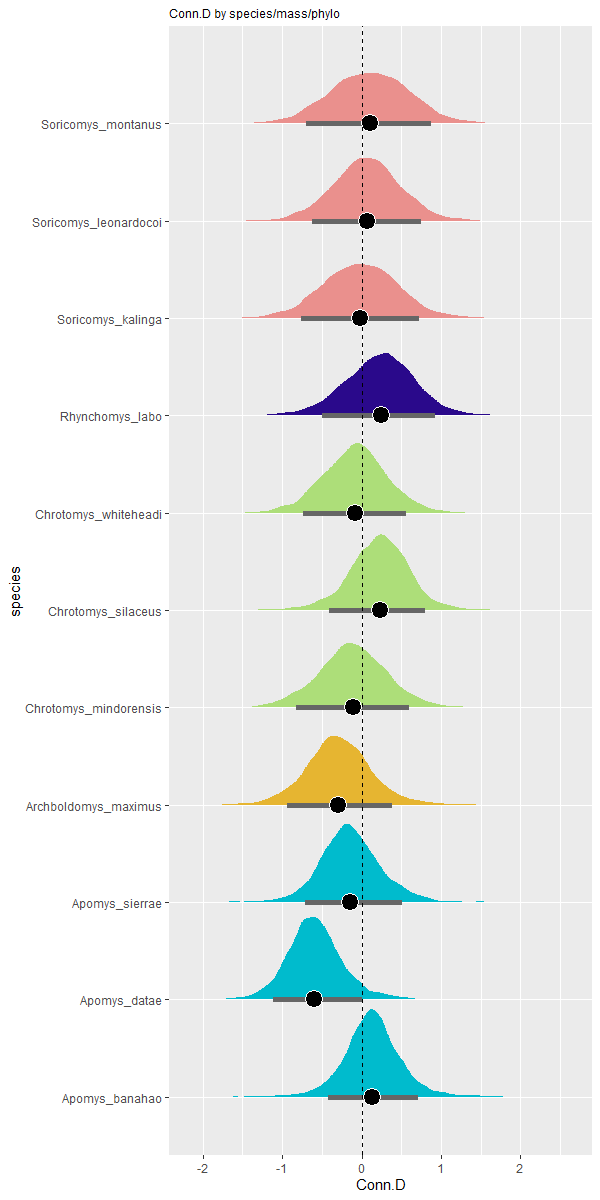 Conn.D by species/mass/phylo
Soricomys_montanus
Soricomys_leonardocoi
Soricomys_kalinga
Rhynchomys_labo
Chrotomys_whiteheadi
Chrotomys_silaceus
Chrotomys_mindorensis
Archboldomys_maximus
Apomys_sierrae
Apomys_datae
Apomys_banahao
species
-2 -1 0 1 2
Conn.D